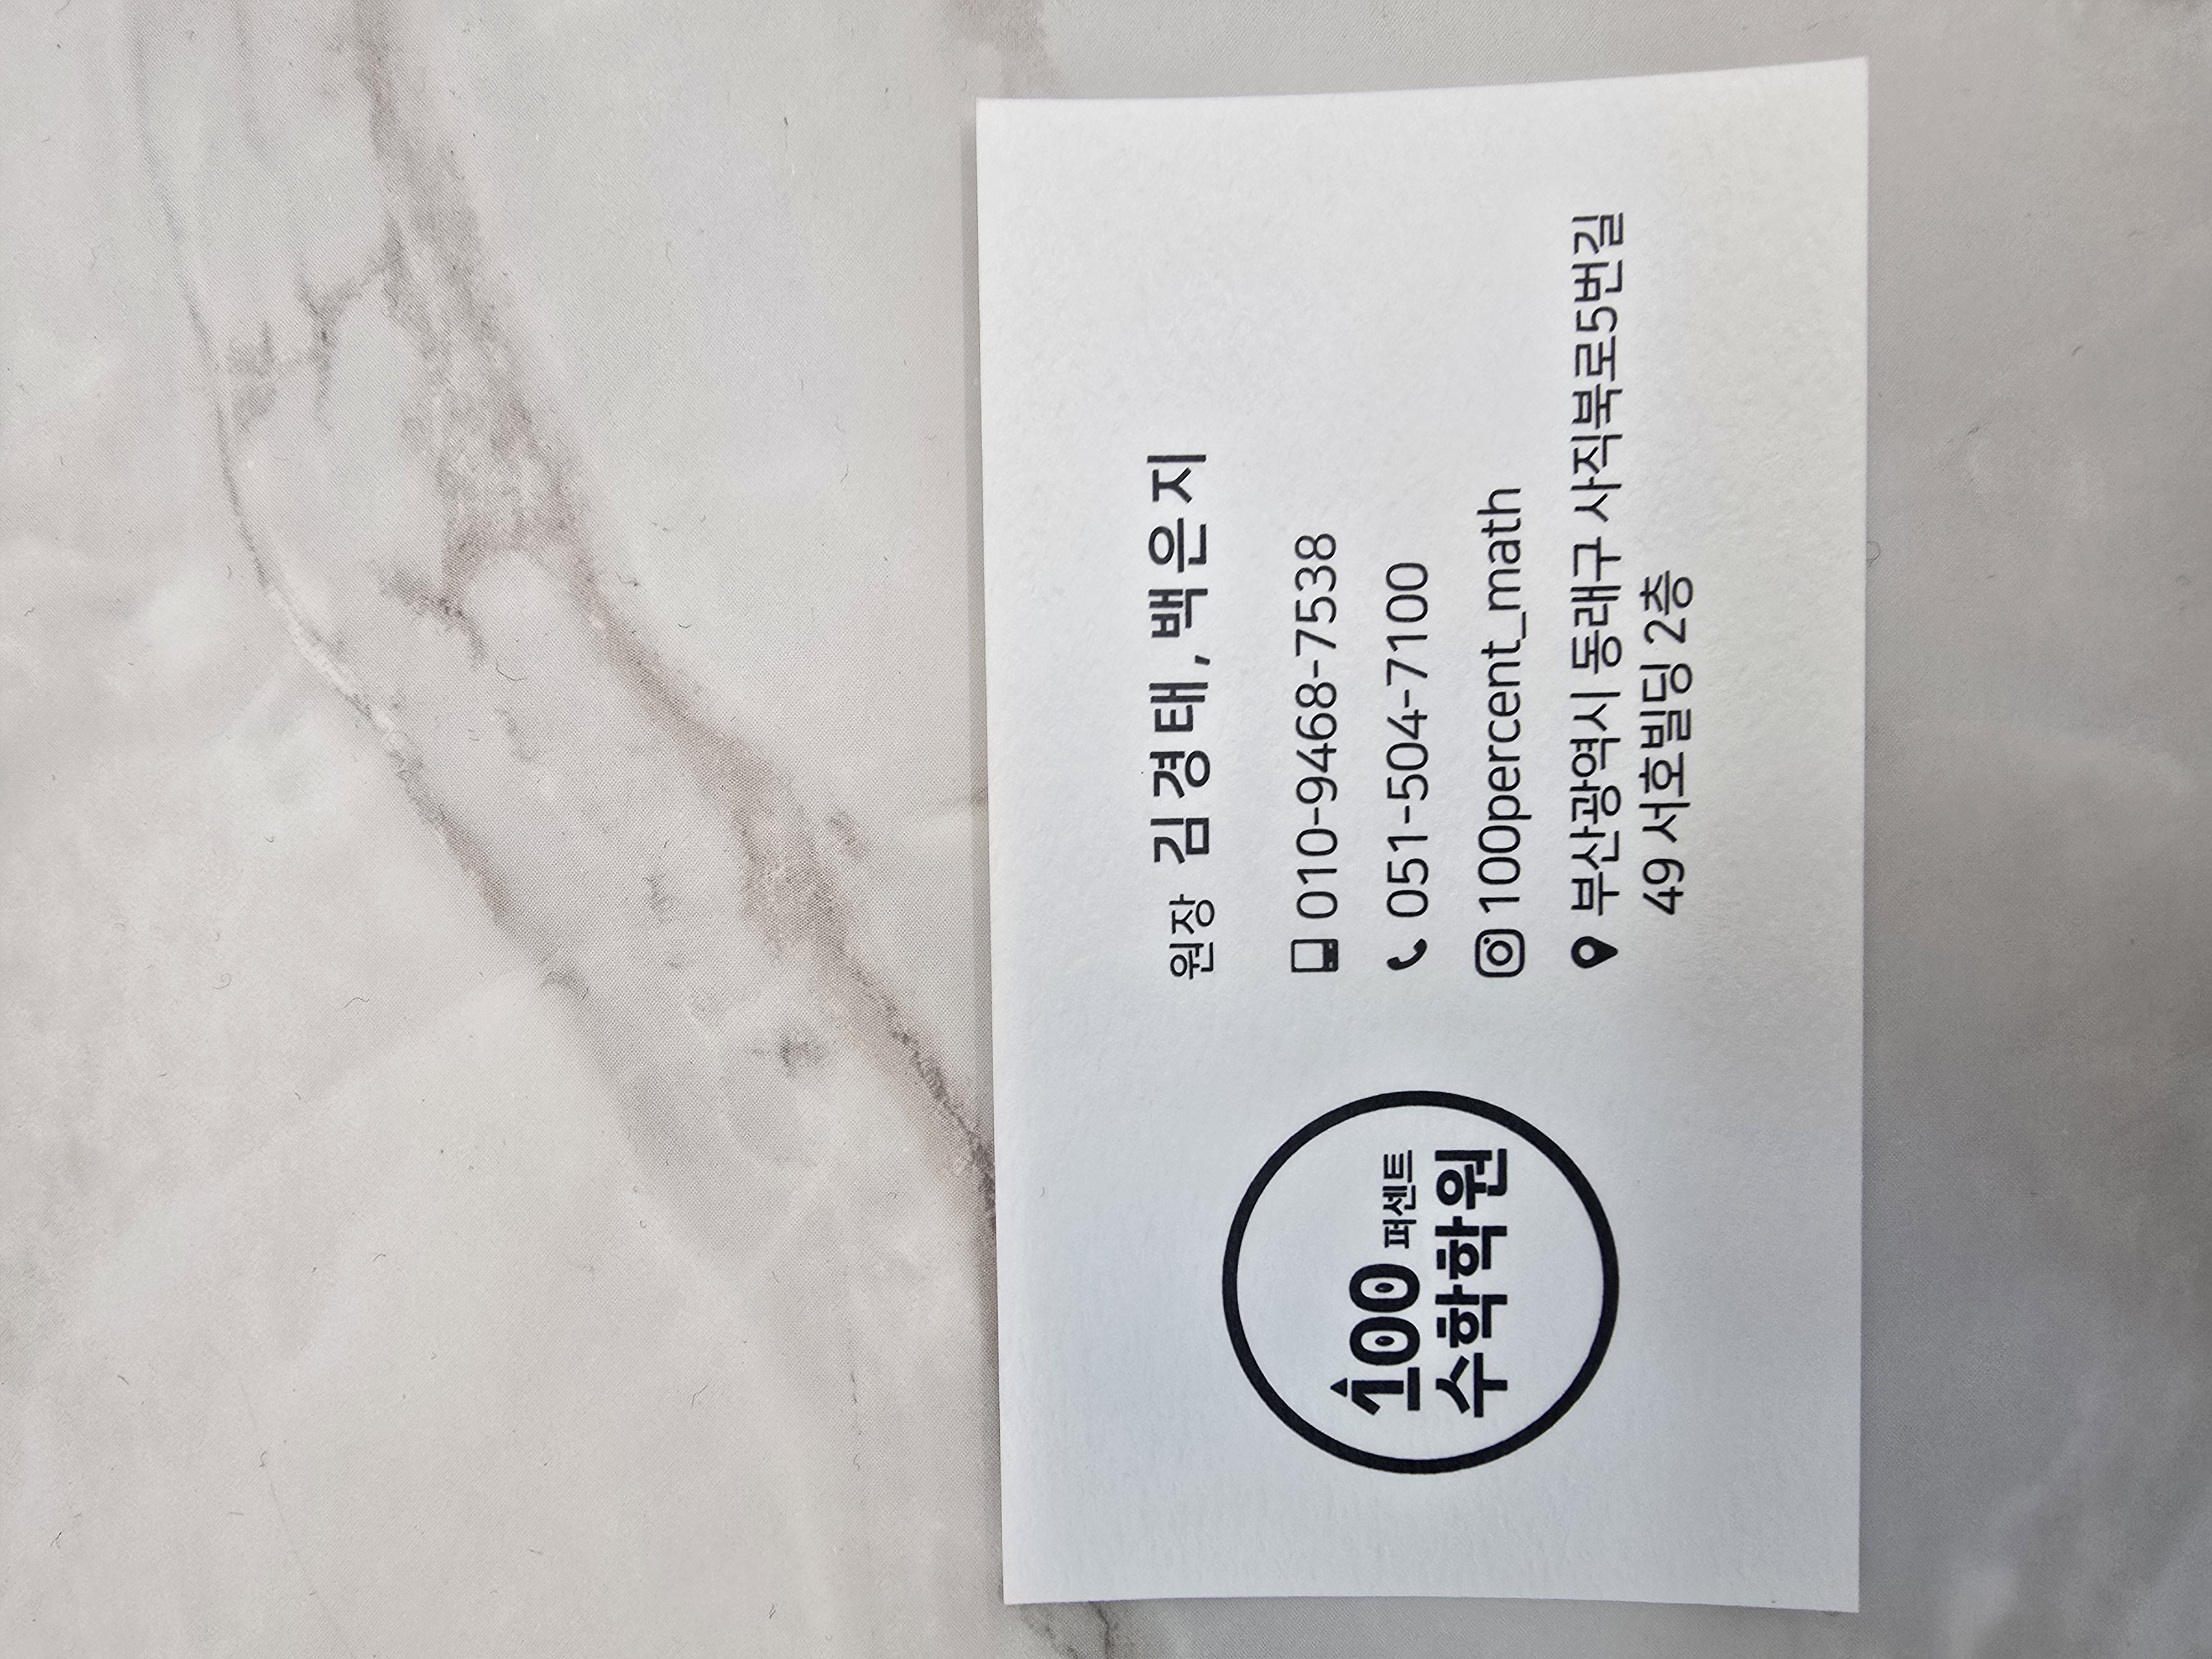 100 퍼센트
수학학원
원장 김경태, 백은지
010-9468-7538
051-504-7100
100percent_math
부산광역시 동래구 사직북로5번길
49 서호빌딩 2층